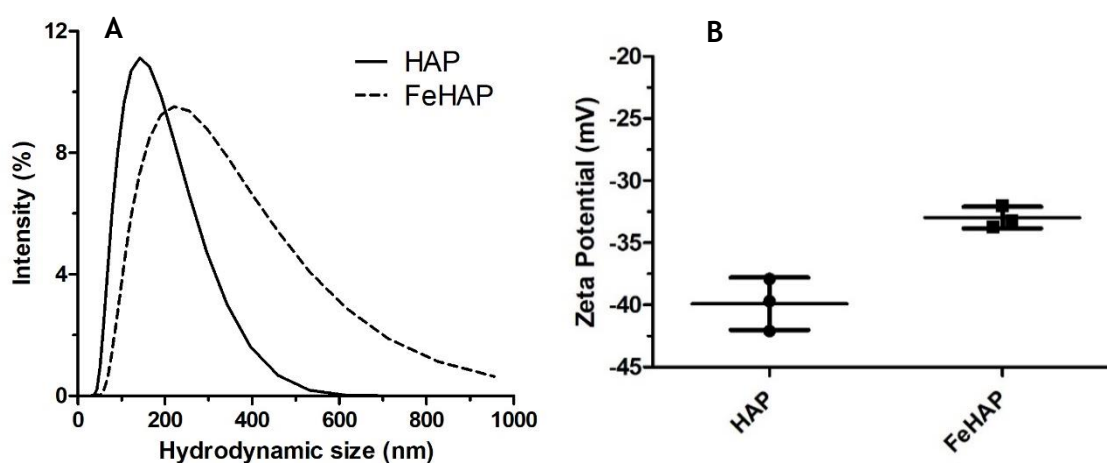 A
HAP
FeHAP
12
8
4
0
0
200
400
600
800
1000
Intensity (%)
Hydrodynamic size (nm)
B
-20
-25
-30
-35
-40
-45
Zeta Potential (mV)
HAP
FeHAP